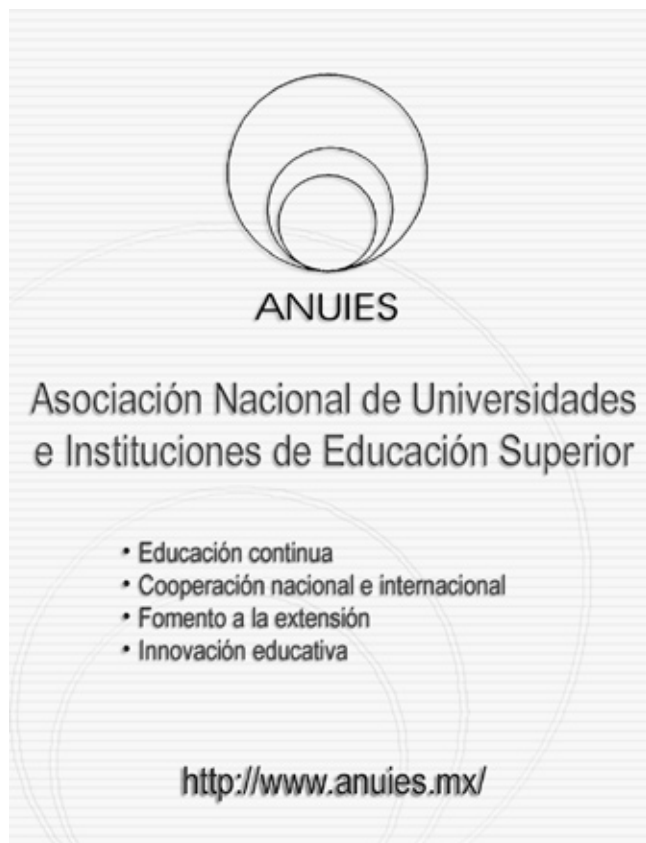 ANUIES
Asociación Nacional de Universidades
e Instituciones de Educación Superior
• Educación continua
• Cooperación nacional e internacional
• Fomento a la extensión
• Innovación educativa
http://www.anuies.mx/